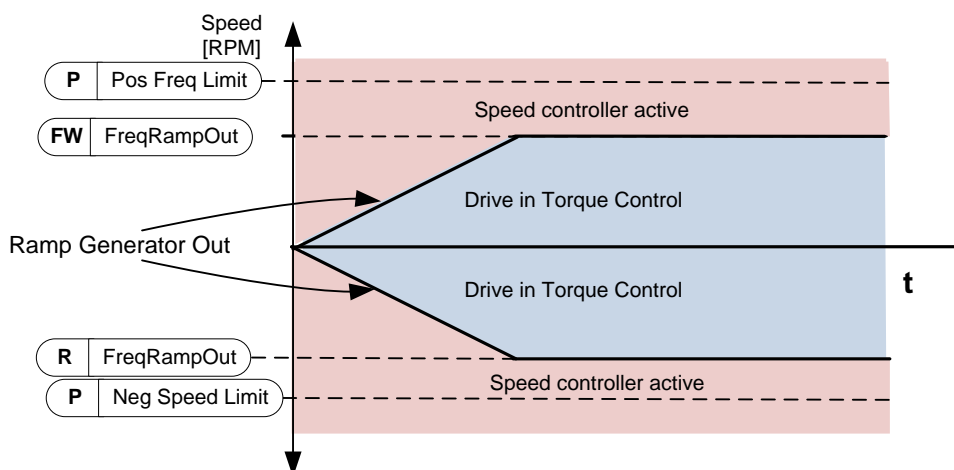 Speed
[RPM]
P Pos Freq Limit
Speed controller active
FW FreqRampOut
Drive in Torque Control
Ramp Generator Out
t
Drive in Torque Control
R FreqRampOut
Speed controller active
P Neg Speed Limit